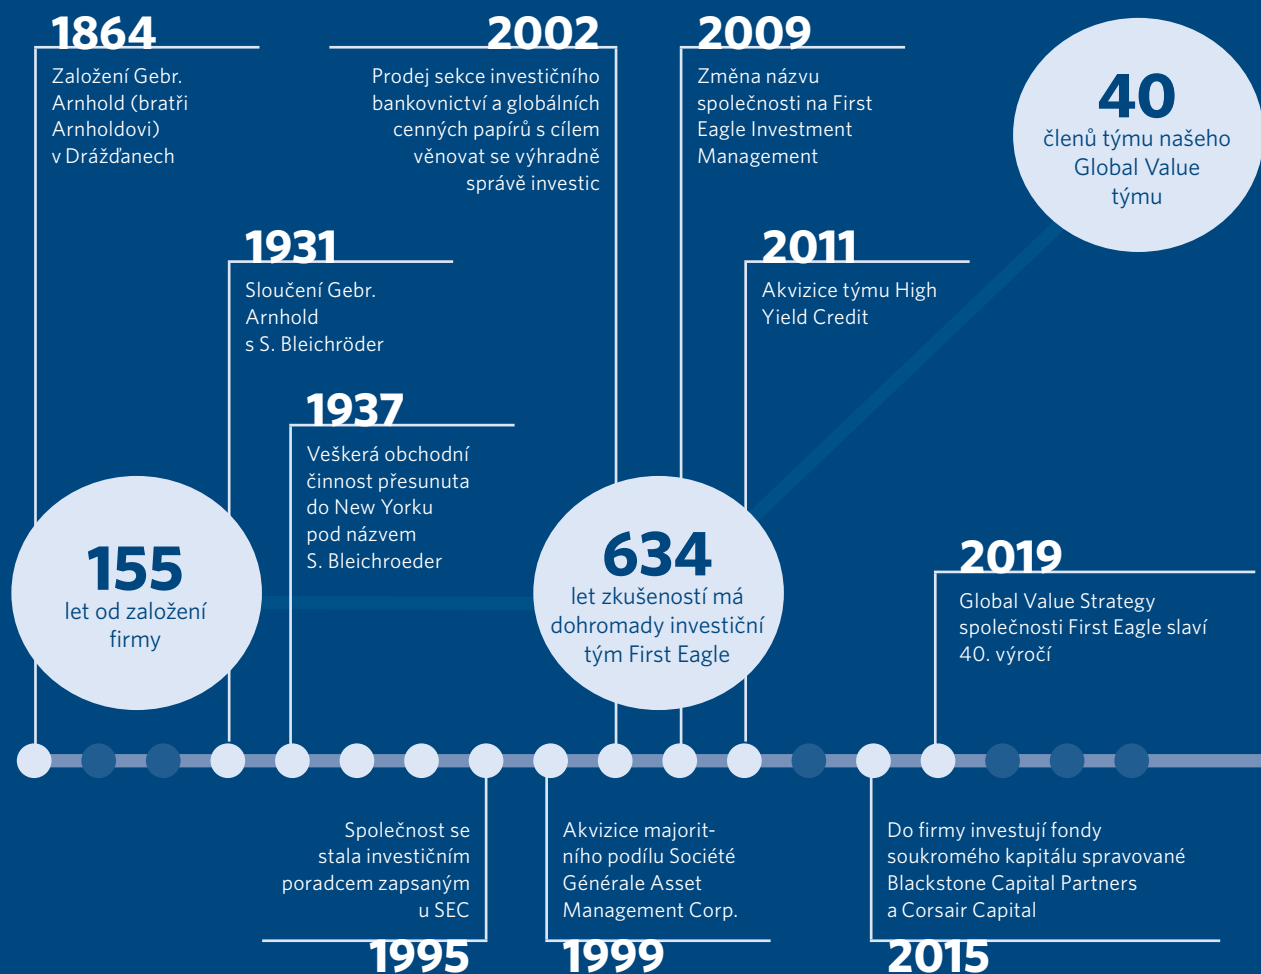 1864
Založení Gebr.
Arnhold (bratři
Arnholdovi)
v Drážďanech
2002
Prodej sekce investičního
bankovnictví a globálních
cenných papírů s cílem
věnovat se výhradně
správě investic
2009
Změna názvu
společnosti na First
Eagle Investment
Management
40
členů týmu našeho
Global Value
týmu
1931
Sloučení Gebr.
Arnhold
s S. Bleichröder
2011
Akvizice týmu High
Yield Credit
1937
Veškerá obchodní
činnost přesunuta
do New Yorku
pod názvem
S. Bleichroeder
155
let od založení
firmy
634
let zkušeností má
dohromady investiční
tým First Eagle
2019
Global Value Strategy
společnosti First Eagle slaví
40. výročí
Společnost se
stala investičním
poradcem zapsaným
u SEC
1995
Akvizice majorit-
ního podílu Société
Générale Asset
Management Corp.
1999
Do firmy investují fondy
soukromého kapitálu spravované
Blackstone Capital Partners
a Corsair Capital
2015